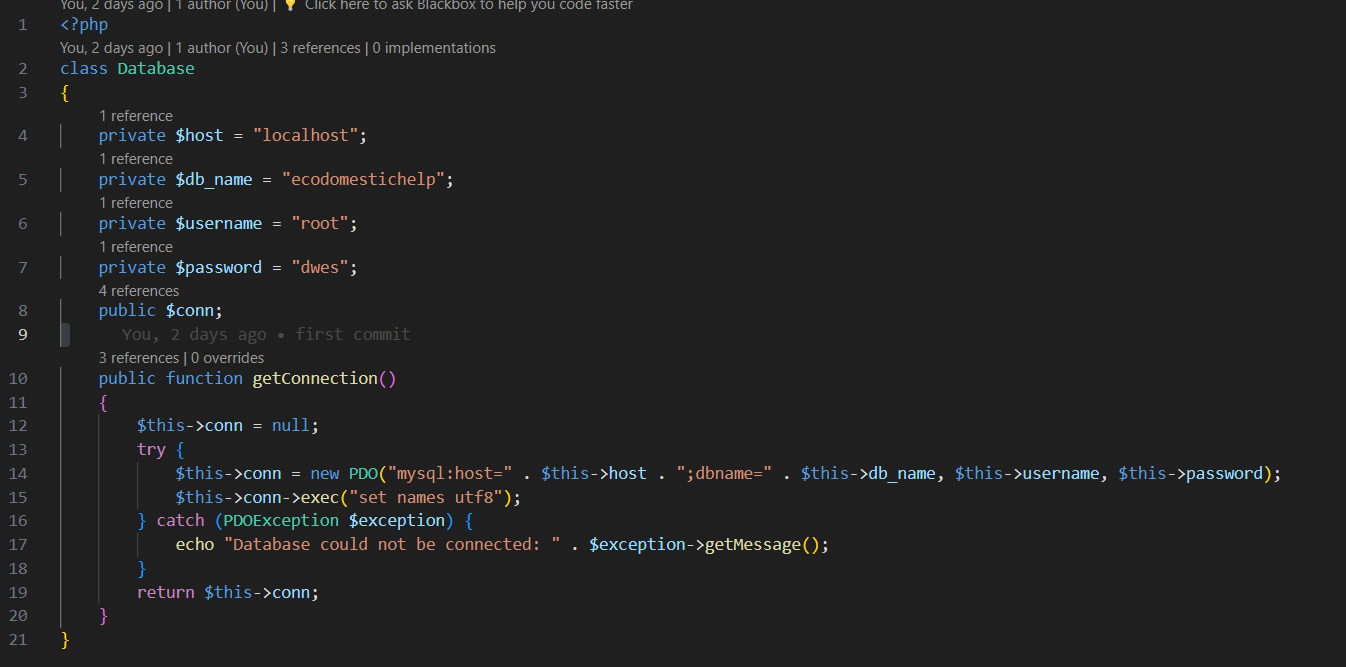 You, 2 days ago | 1 author (You) | 💡 Click here to ask Blackbox to help you code faster
1 <?php
You, 2 days ago | 1 author (You) | 3 references | 0 implementations
2 class Database
3 {
1 reference
4 private $host = "localhost";
1 reference
5 private $db_name = "ecodomestichelp";
1 reference
6 private $username = "root";
1 reference
7 private $password = "dwes";
4 references
8 public $conn;
9 You, 2 days ago • first commit
3 references | 0 overrides
10 public function getConnection()
11 {
12 $this->conn = null;
13 try {
14 $this->conn = new PDO("mysql:host=" . $this->host . ";dbname=" . $this->db_name, $this->username, $this->password);
15 $this->conn->exec("set names utf8");
16 } catch (PDOException $exception) {
17 echo "Database could not be connected: " . $exception->getMessage();
18 }
19 return $this->conn;
20 }
21 }